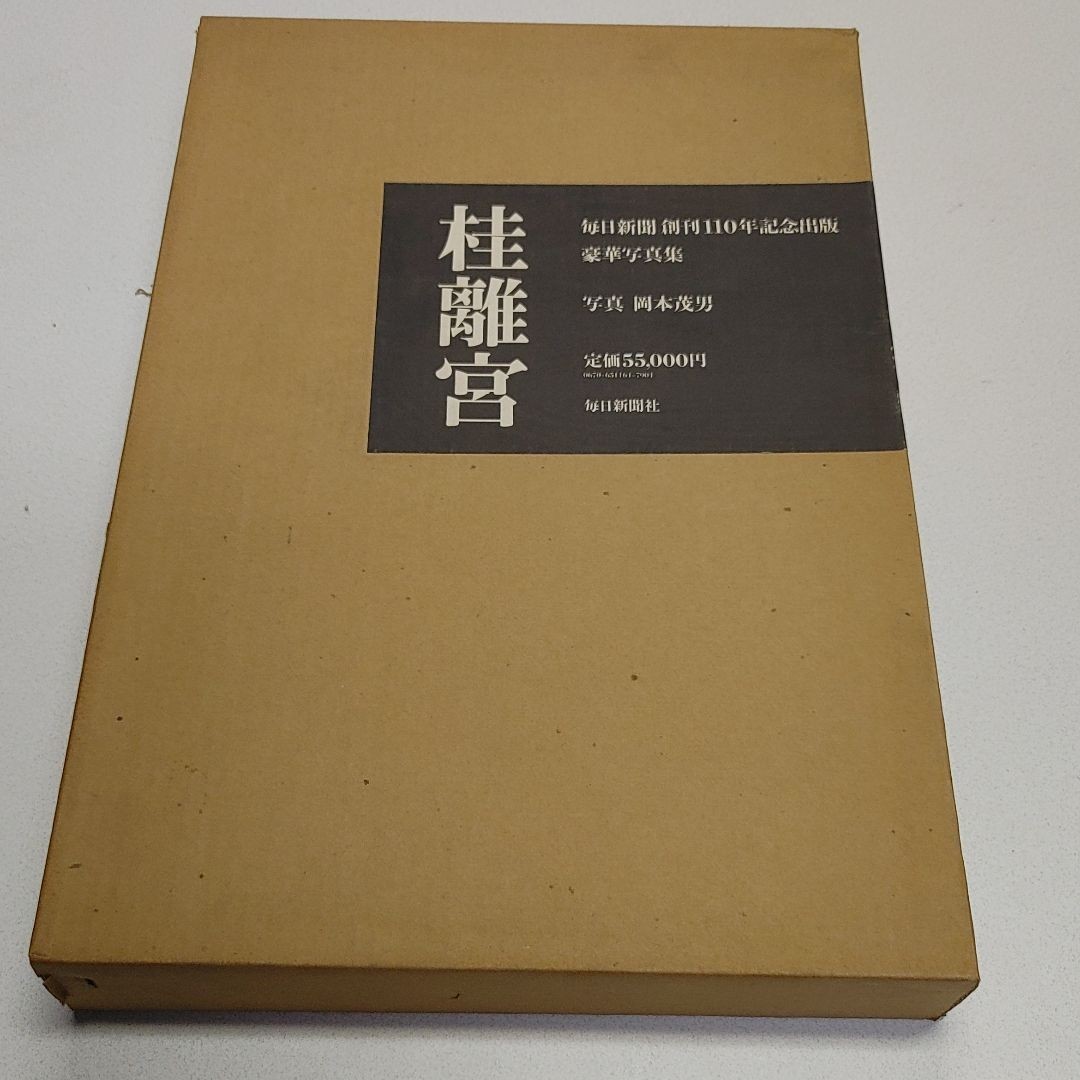 桂離宮
毎日新聞 創刊110年記念出版
豪華写真集
写真 岡本茂男
定価55,000円
毎日新聞社